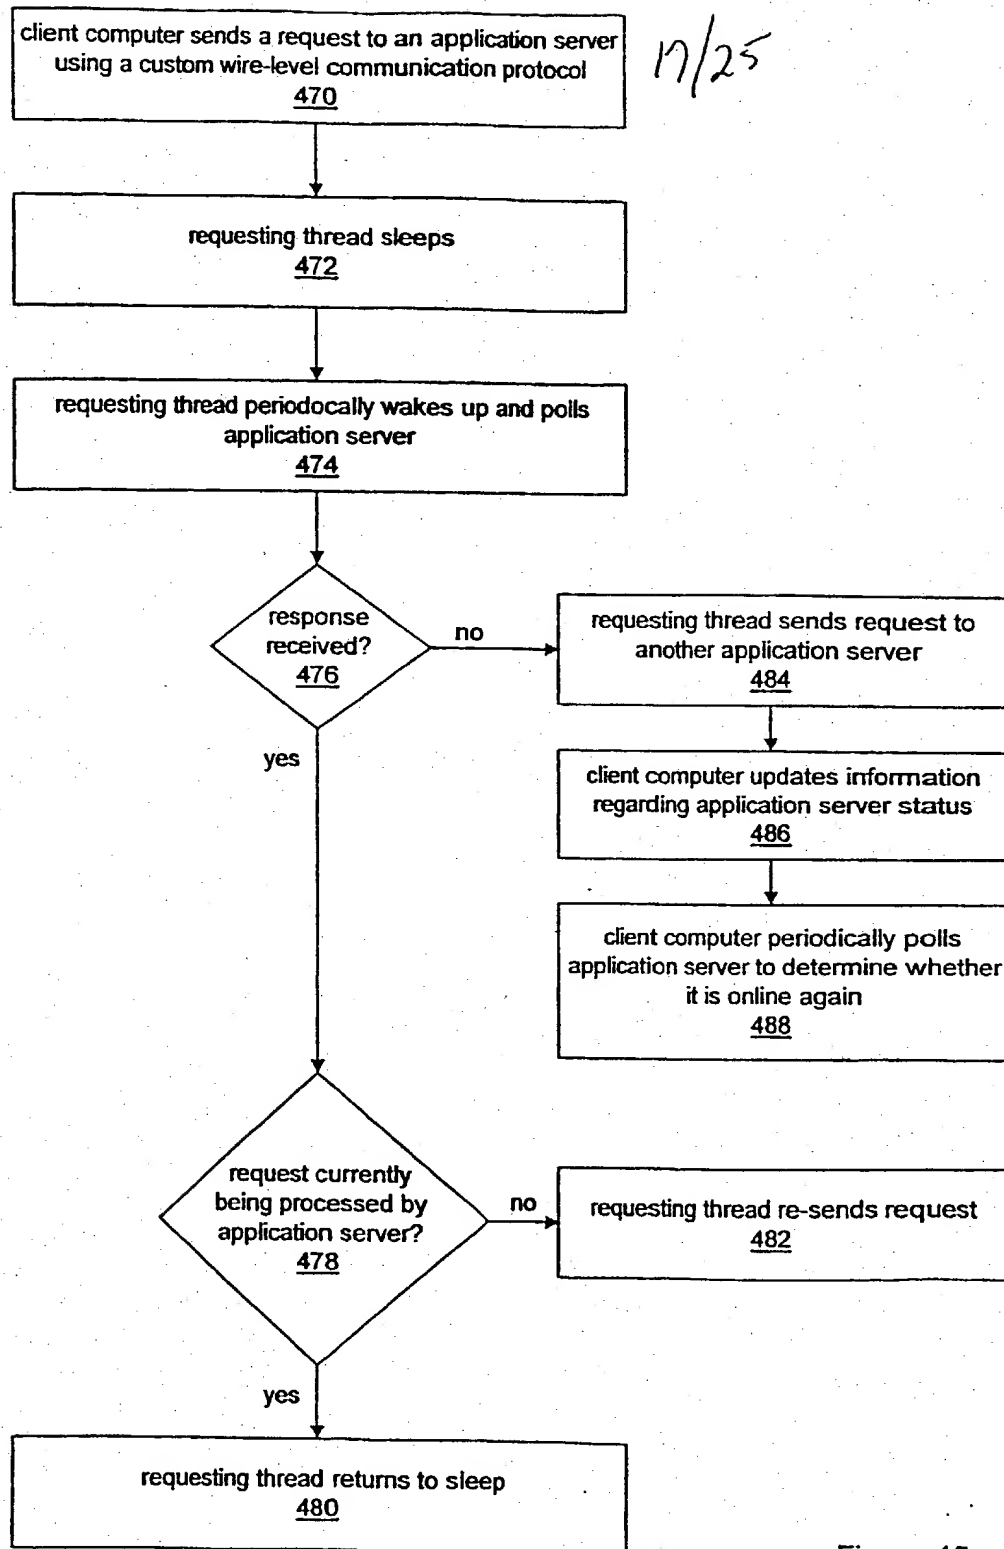 client computer sends a request to an application server
using a custom wire-level communication protocol
470
17/25
requesting thread sleeps
472
requesting thread periodocally wakes up and polls
application server
474
response
received?
476
no
requesting thread sends request to
another application server
484
yes
client computer updates information
regarding application server status
486
client computer periodically polls
application server to determine whether
it is online again
488
request currently
being processed by
application server?
478
no
requesting thread re-sends request
482
yes
requesting thread returns to sleep
480